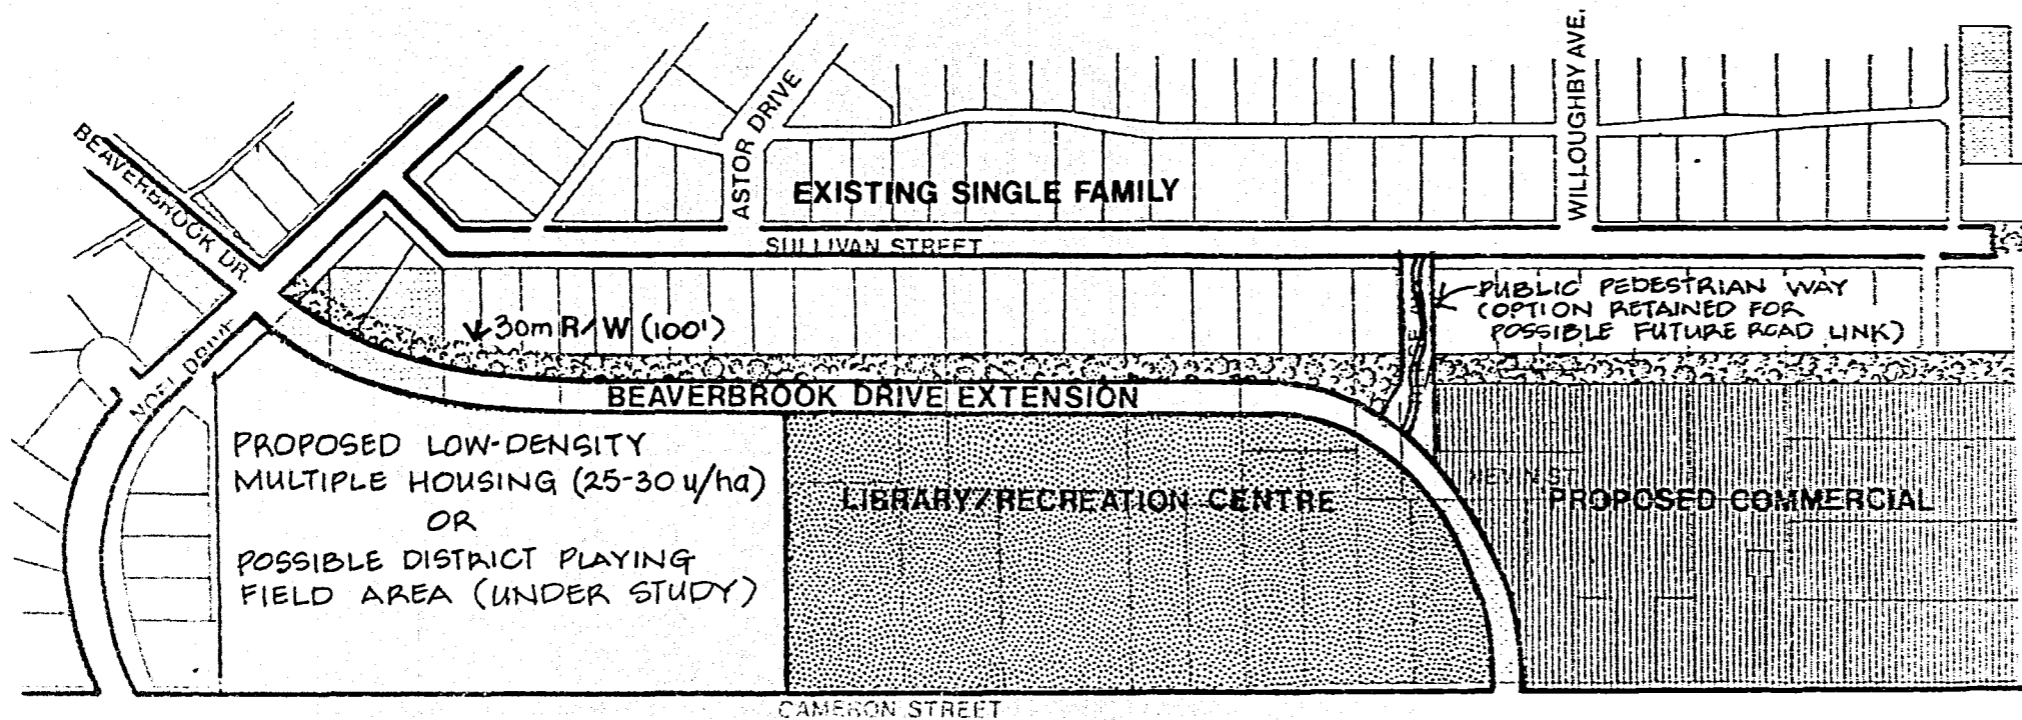 WILLOUGHBY AVE.
BEAVERBROOK DR.
ASTOR DRIVE
EXISTING SINGLE FAMILY
SULLIVAN STREET
PUBLIC PEDESTRIAN WAY
(OPTION RETAINED FOR
POSSIBLE FUTURE ROAD LINK)
30m R/W (100')
NOEL DRIVE
BEAVERBROOK DRIVE EXTENSION
PROPOSED LOW-DENSITY
MULTIPLE HOUSING (25-30 u/ha)
OR
POSSIBLE DISTRICT PLAYING
FIELD AREA (UNDER STUDY)
LIBRARY/RECREATION CENTRE
PROPOSED COMMERCIAL
CAMERON STREET